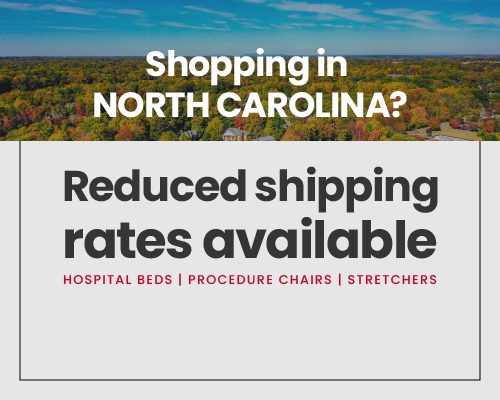 Shopping in
NORTH CAROLINA?
Reduced shipping
rates available
HOSPITAL BEDS | PROCEDURE CHAIRS | STRETCHERS